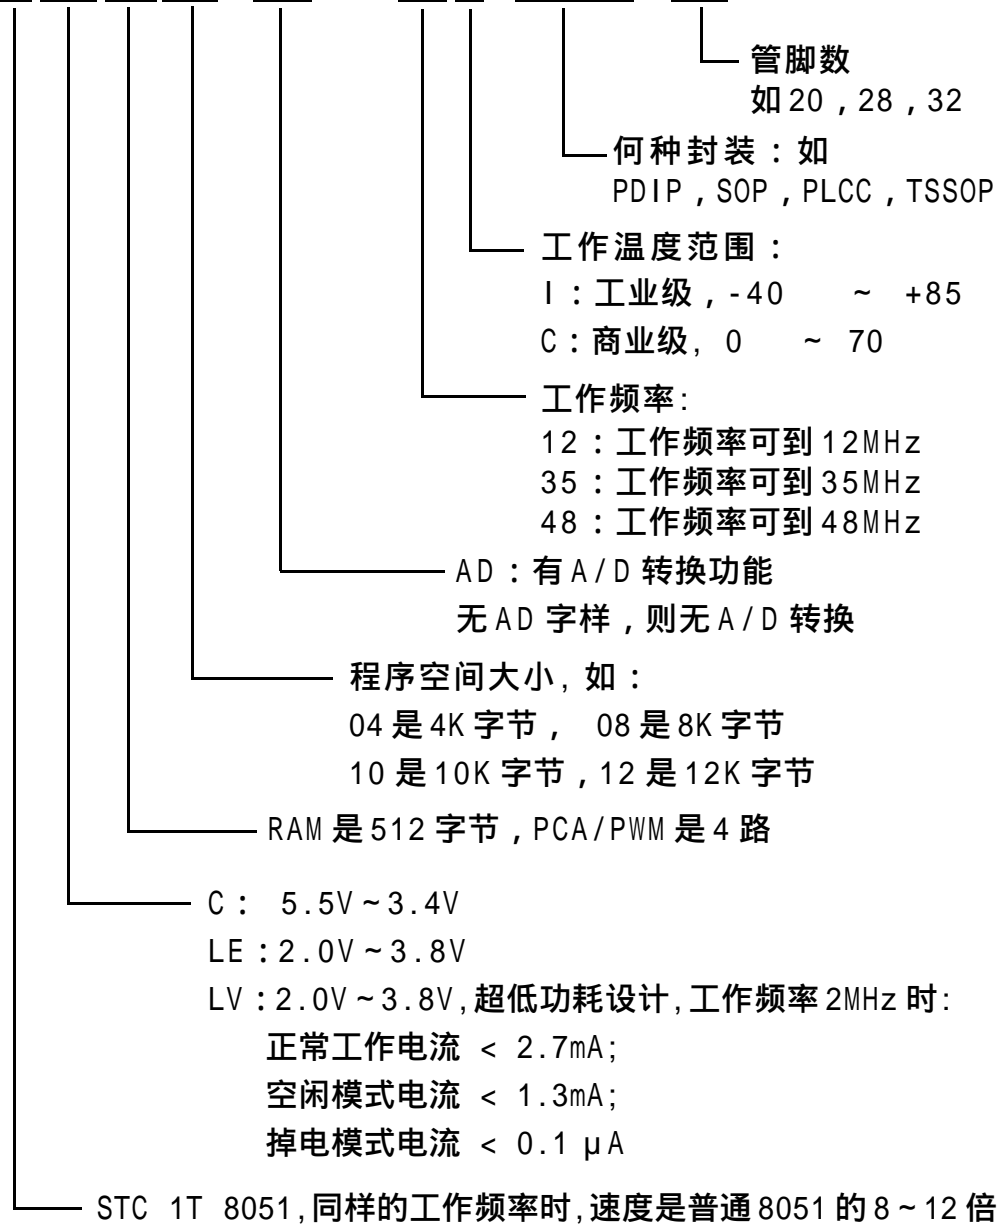 管脚数
如20，28，32
何种封装：如
PDIP，SOP，PLCC，TSSOP
工作温度范围：
I：工业级，-40 ~ +85
C：商业级, 0 ~ 70
工作频率:
12：工作频率可到12MHz
35：工作频率可到35MHz
48：工作频率可到48MHz
AD：有A/D转换功能
无AD字样，则无A/D转换
程序空间大小, 如：
04是4K字节， 08是8K字节
10是10K字节，12是12K字节
RAM是512字节，PCA/PWM是4路
C： 5.5V~3.4V
LE：2.0V~3.8V
LV：2.0V~3.8V,超低功耗设计,工作频率2MHz时:
正常工作电流 < 2.7mA;
空闲模式电流 < 1.3mA;
掉电模式电流 < 0.1μA
STC 1T 8051,同样的工作频率时,速度是普通8051的8~12倍